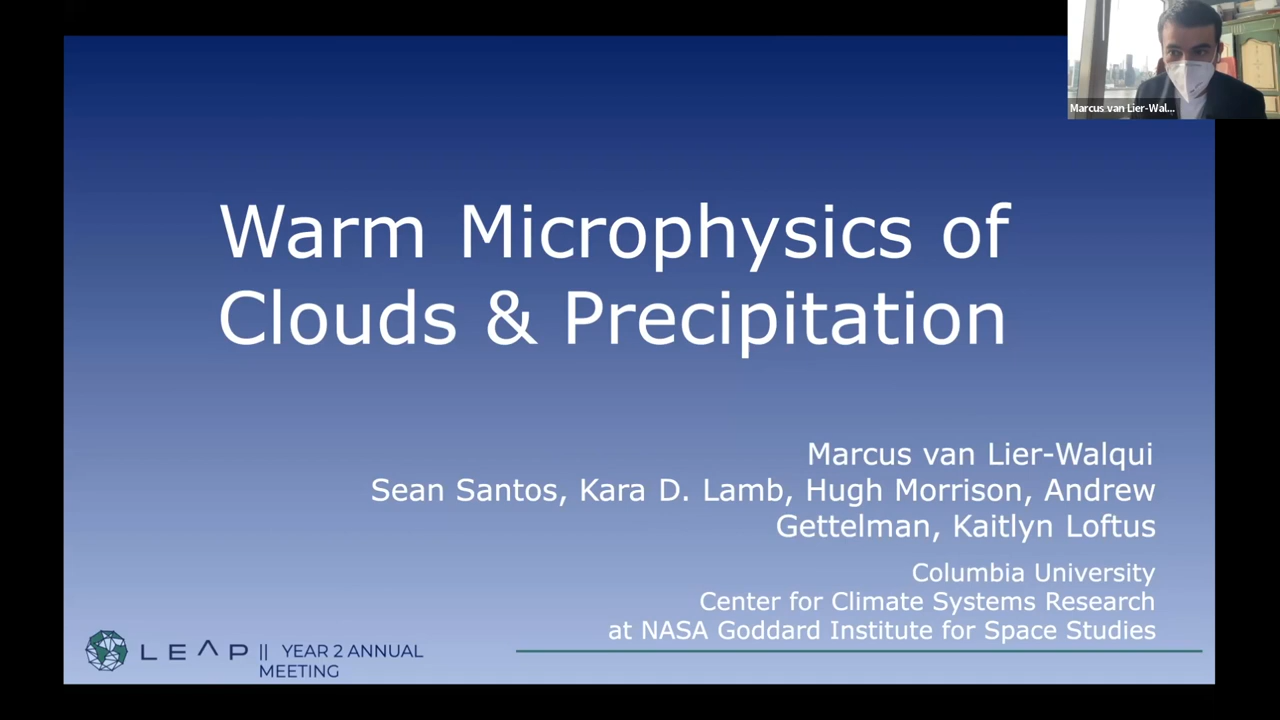 Marcus van Lier-Wal...
Warm Microphysics of
Clouds & Precipitation
Marcus van Lier-Walqui
Sean Santos, Kara D. Lamb, Hugh Morrison, Andrew
Gettelman, Kaitlyn Loftus
Columbia University
Center for Climate Systems Research
at NASA Goddard Institute for Space Studies
LEAP || YEAR 2 ANNUAL
MEETING